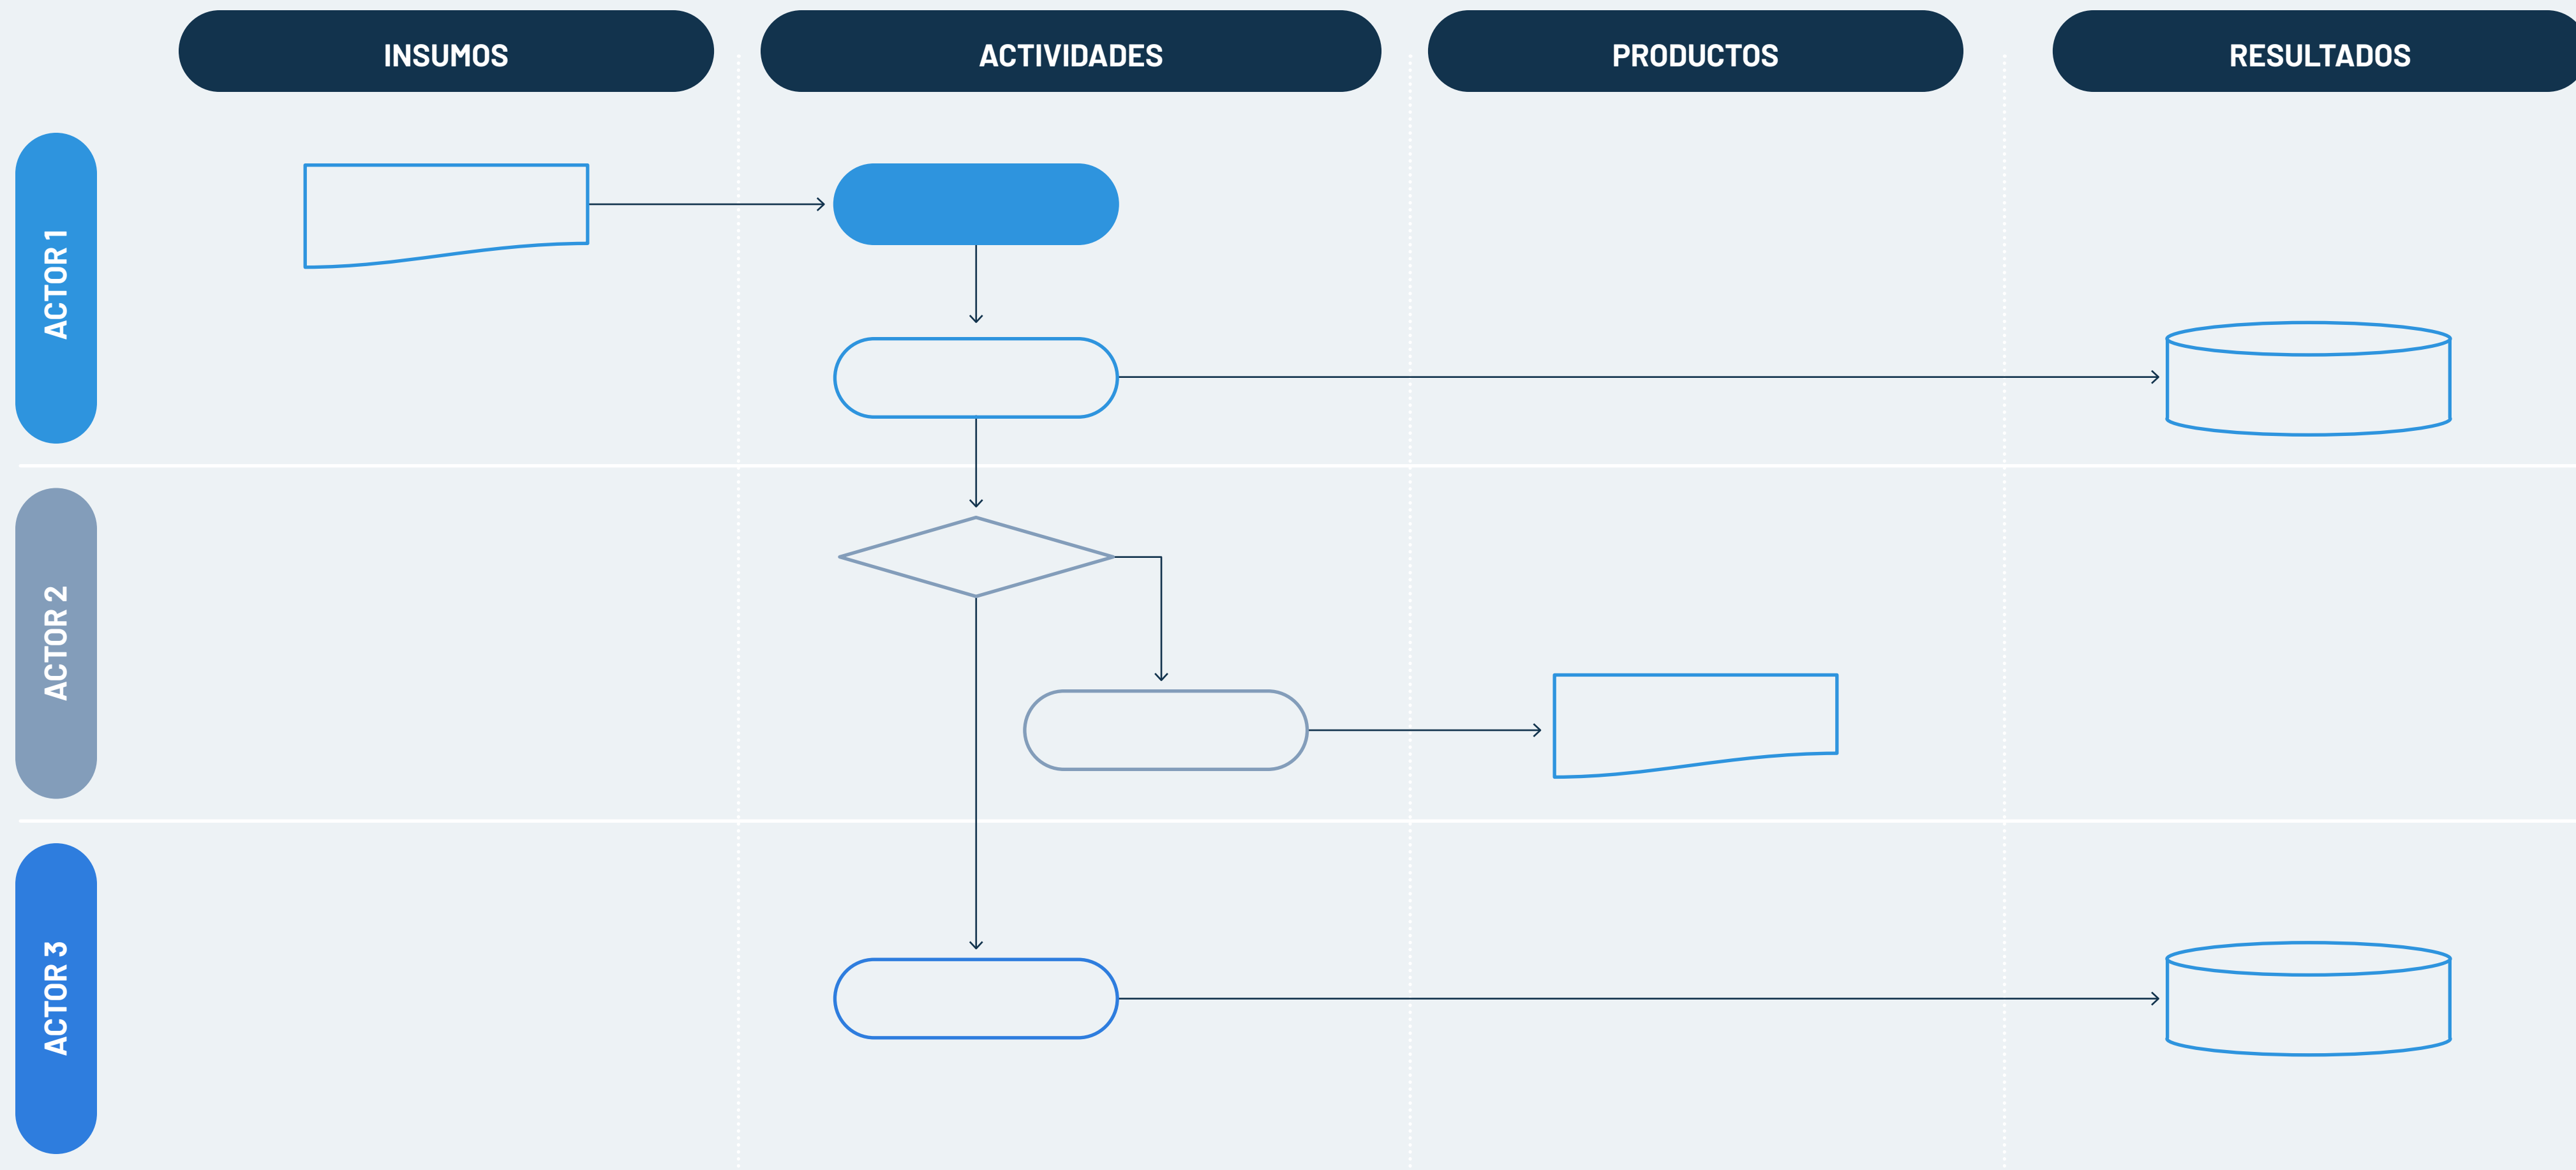 INSUMOS
ACTIVIDADES
PRODUCTOS
RESULTADOS
ACTOR 1
ACTOR 2
ACTOR 3